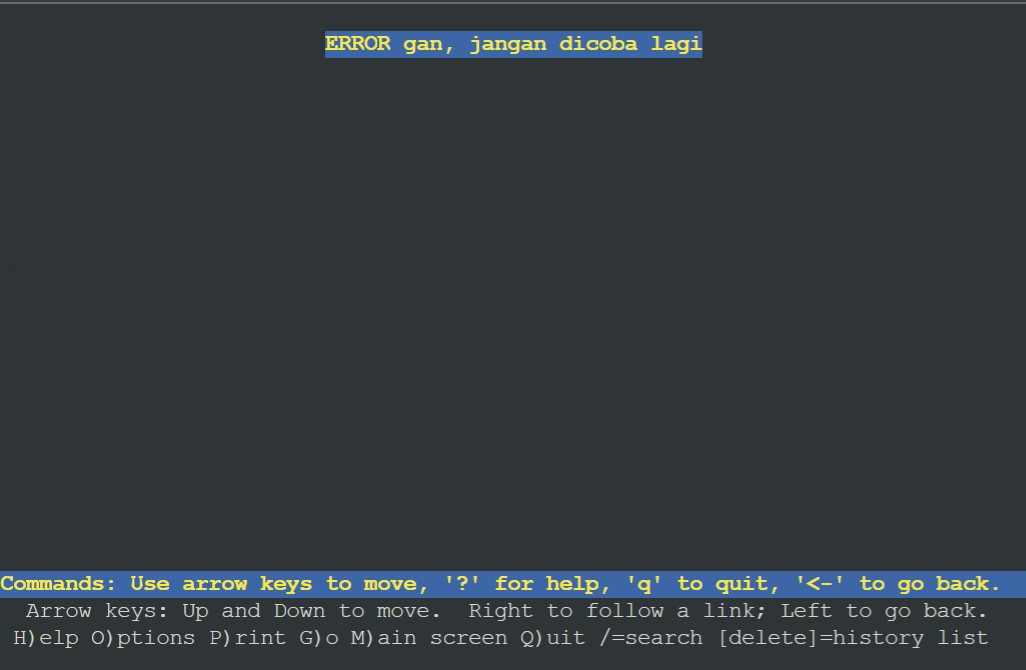 ERROR gan, jangan dicoba lagi
Commands: Use arrow keys to move, '?' for help, 'q' to quit, '<-' to go back.
Arrow keys: Up and Down to move.  Right to follow a link; Left to go back.
H)elp O)ptions P)rint G)o M)ain screen Q)uit /=search [delete]=history list